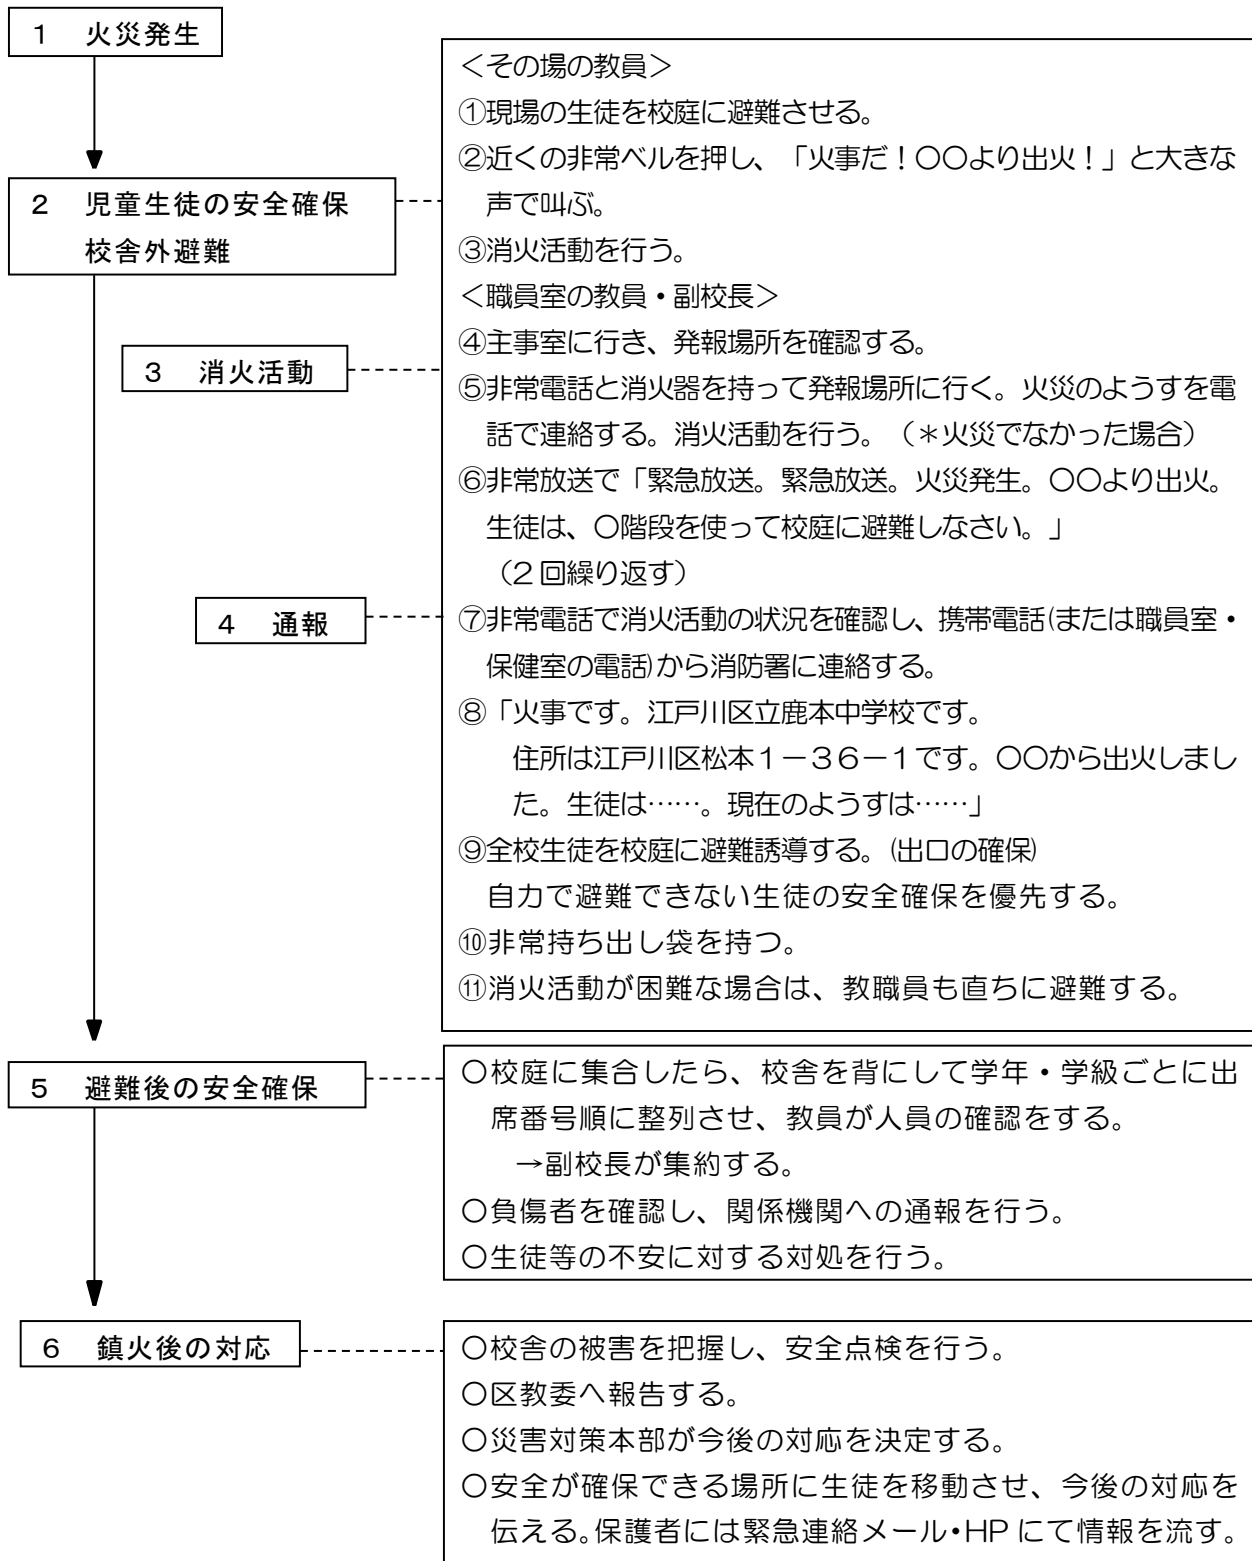 １　火災発生
２　児童生徒の安全確保
校舎外避難
３　消火活動
４　通報
＜その場の教員＞
①現場の生徒を校庭に避難させる。
②近くの非常ベルを押し、「火事だ！〇〇より出火！」と大きな
声で叫ぶ。
③消火活動を行う。
＜職員室の教員・副校長＞
④主事室に行き、発報場所を確認する。
⑤非常電話と消火器を持って発報場所に行く。火災のようすを電
話で連絡する。消火活動を行う。（＊火災でなかった場合）
⑥非常放送で「緊急放送。緊急放送。火災発生。〇〇より出火。
生徒は、〇階段を使って校庭に避難しなさい。」
（２回繰り返す）
⑦非常電話で消火活動の状況を確認し、携帯電話(または職員室・
保健室の電話)から消防署に連絡する。
⑧「火事です。江戸川区立鹿本中学校です。
住所は江戸川区松本１－３６－１です。〇〇から出火しまし
た。生徒は……。現在のようすは……」
⑨全校生徒を校庭に避難誘導する。(出口の確保)
自力で避難できない生徒の安全確保を優先する。
⑩非常持ち出し袋を持つ。
⑪消火活動が困難な場合は、教職員も直ちに避難する。
５　避難後の安全確保
〇校庭に集合したら、校舎を背にして学年・学級ごとに出
席番号順に整列させ、教員が人員の確認をする。
→副校長が集約する。
〇負傷者を確認し、関係機関への通報を行う。
〇生徒等の不安に対する対処を行う。
６　鎮火後の対応
〇校舎の被害を把握し、安全点検を行う。
〇区教委へ報告する。
〇災害対策本部が今後の対応を決定する。
〇安全が確保できる場所に生徒を移動させ、今後の対応を
伝える。保護者には緊急連絡メール・HP にて情報を流す。